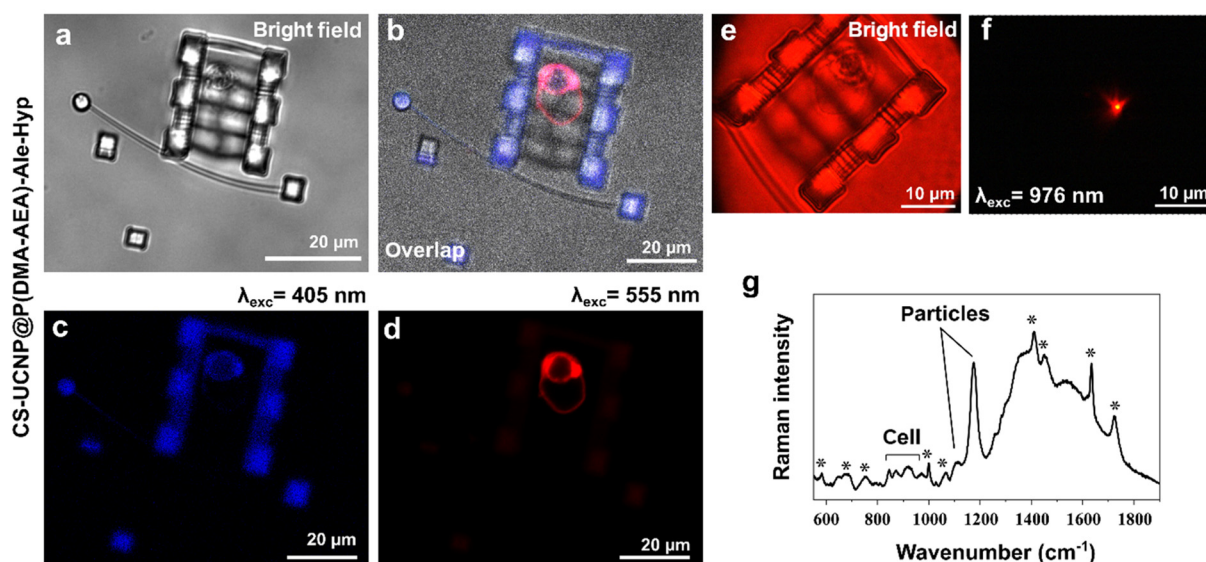 CS-UCNP@P(DMA-AEA)-Ale-Hyp
a
Bright field
20 µm
b
Overlap
20 µm
λexc= 405 nm
c
20 µm
λexc= 555 nm
d
20 µm
e
Bright field
10 µm
f
λexc= 976 nm
10 µm
g
Raman intensity
Particles
Cell
* * * * * * * * *
600 800 1000 1200 1400 1600 1800
Wavenumber (cm⁻¹)